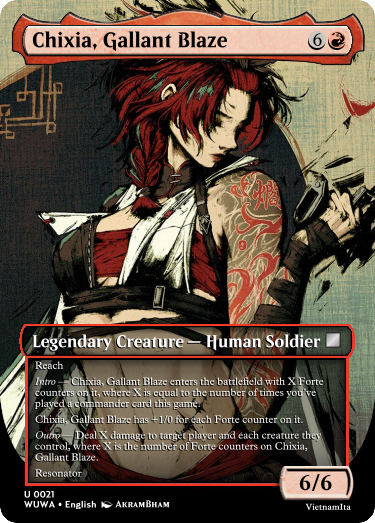 Chixia, Gallant Blaze 6
Legendary Creature — Human Soldier
Reach
Intro — Chixia, Gallant Blaze enters the battlefield with X Forte
counters on it, where X is equal to the number of times you've
played a commander card this game.
Chixia, Gallant Blaze has +1/+0 for each Forte counter on it.
Outro — Deal X damage to target player and each creature they
control, where X is the number of Forte counters on Chixia,
Gallant Blaze.
Resonator
6/6
U 0021
WUWA • English AkramBham
VietnamIta